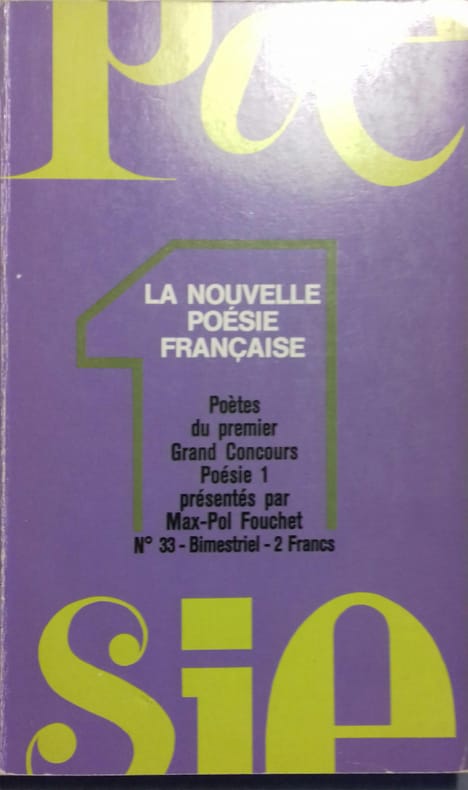 Poé
LA NOUVELLE
POÉSIE
FRANÇAISE
Poètes
du premier
Grand Concours
Poésie 1
présentés par
Max-Pol Fouchet
N° 33 - Bimestriel - 2 Francs
sie